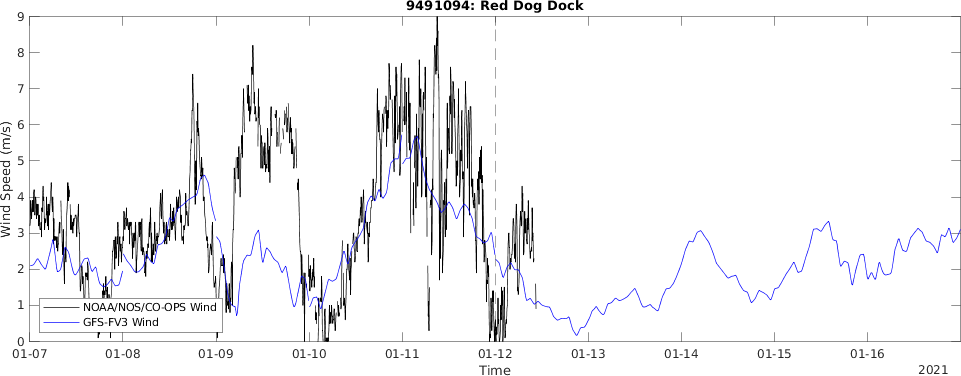 9491094: Red Dog Dock
Wind Speed (m/s)
9
8
7
6
5
4
3
2
1
0
NOAA/NOS/CO-OPS Wind
GFS-FV3 Wind
01-07 01-08 01-09 01-10 01-11 01-12 01-13 01-14 01-15 01-16
Time
2021